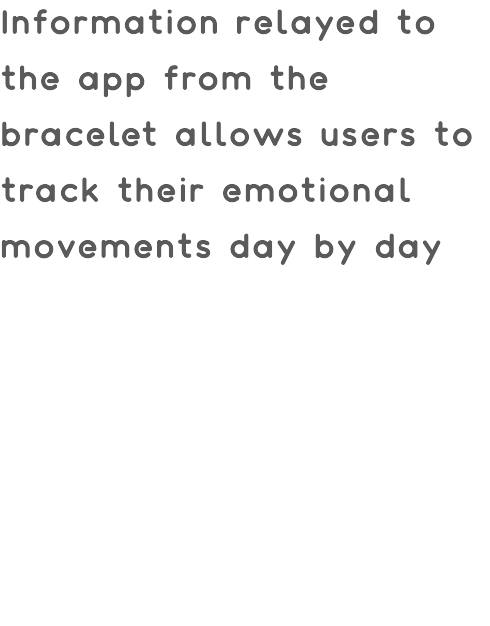 Information relayed to
the app from the
bracelet allows users to
track their emotional
movements day by day